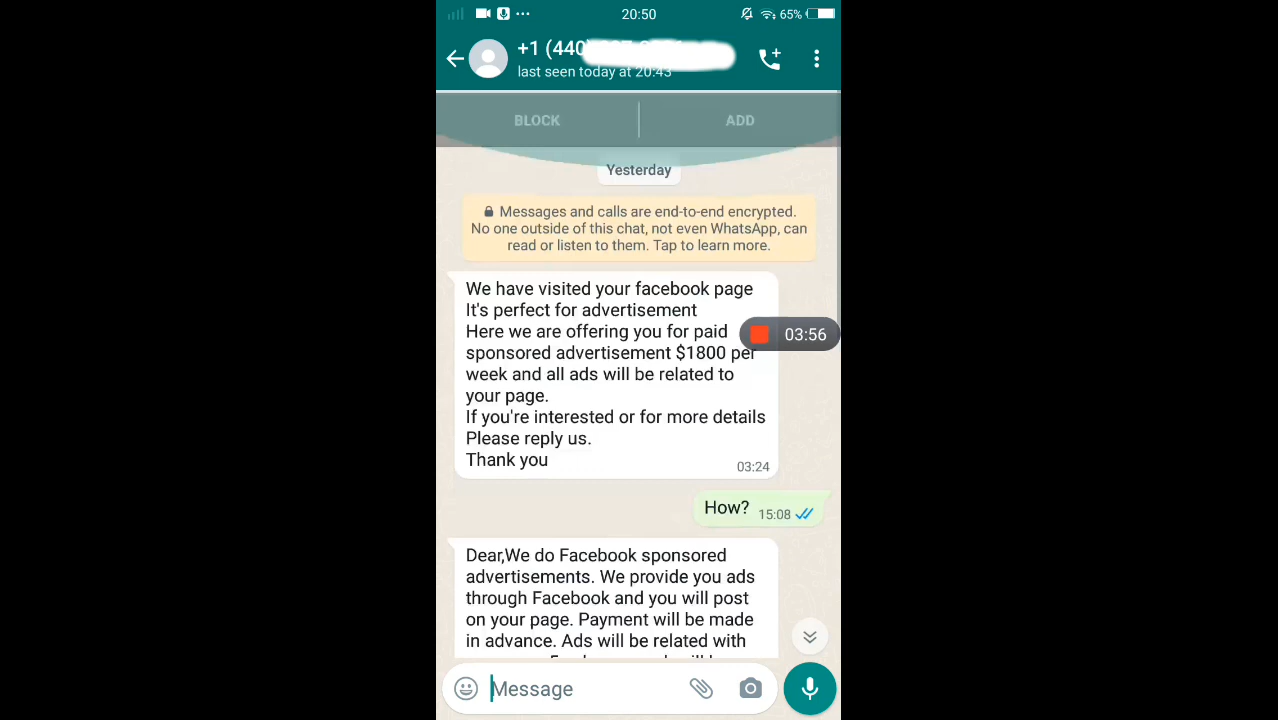 20:50
65%
+1 (440)
last seen today at 20:43
BLOCK
ADD
Yesterday
Messages and calls are end-to-end encrypted.
No one outside of this chat, not even WhatsApp, can
read or listen to them. Tap to learn more.
We have visited your facebook page
It's perfect for advertisement
Here we are offering you for paid
sponsored advertisement $1800 per
week and all ads will be related to
your page.
If you're interested or for more details
Please reply us.
Thank you
03:24
03:56
How?
15:08
Dear,We do Facebook sponsored
advertisements. We provide you ads
through Facebook and you will post
on your page. Payment will be made
in advance. Ads will be related with
Message